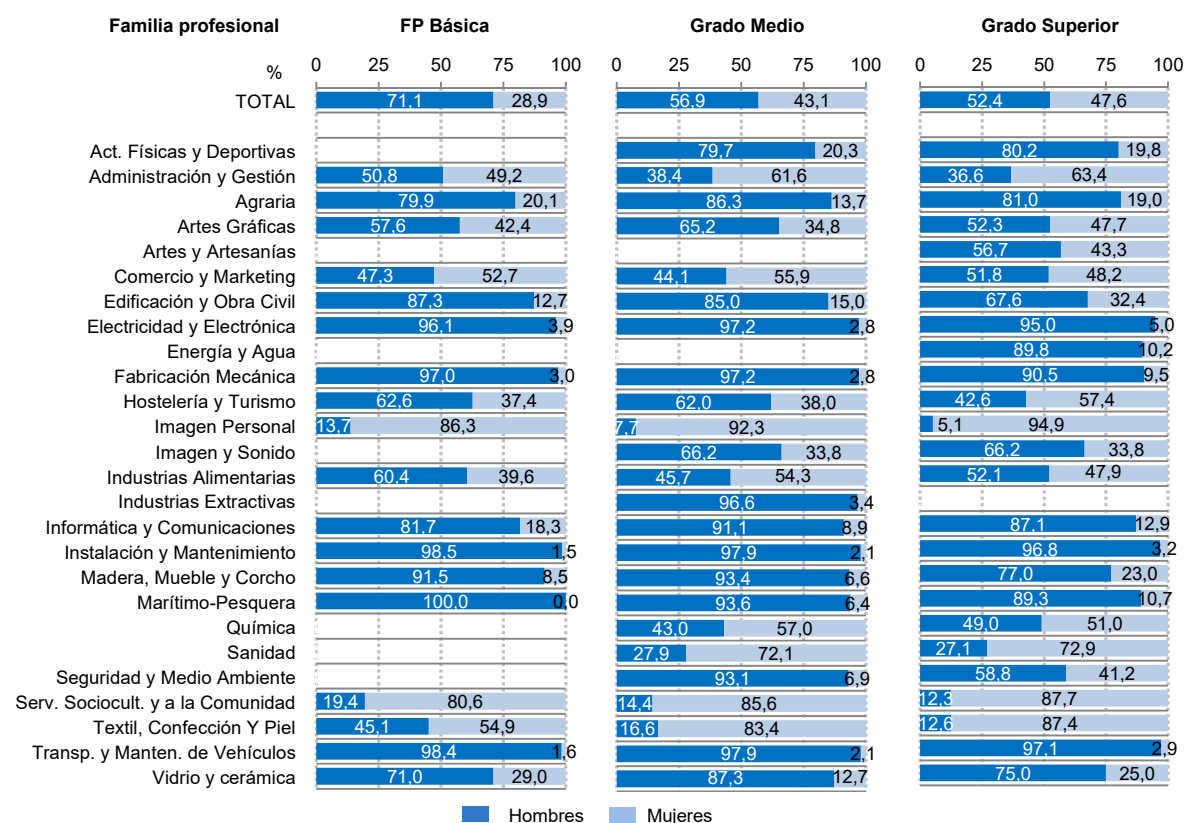 Familia profesional FP Básica Grado Medio Grado Superior
% 0 25 50 75 100 0 25 50 75 100 0 25 50 75 100
TOTAL 71,1 28,9 56,9 43,1 52,4 47,6
Act. Físicas y Deportivas 79,7 20,3 80,2 19,8
Administración y Gestión 50,8 49,2 38,4 61,6 36,6 63,4
Agraria 79,9 20,1 86,3 13,7 81,0 19,0
Artes Gráficas 57,6 42,4 65,2 34,8 52,3 47,7
Artes y Artesanías 56,7 43,3
Comercio y Marketing 47,3 52,7 44,1 55,9 51,8 48,2
Edificación y Obra Civil 87,3 12,7 85,0 15,0 67,6 32,4
Electricidad y Electrónica 96,1 3,9 97,2 2,8 95,0 5,0
Energía y Agua 89,8 10,2
Fabricación Mecánica 97,0 3,0 97,2 2,8 90,5 9,5
Hostelería y Turismo 62,6 37,4 62,0 38,0 42,6 57,4
Imagen Personal 13,7 86,3 7,7 92,3 5,1 94,9
Imagen y Sonido 66,2 33,8 66,2 33,8
Industrias Alimentarias 60,4 39,6 45,7 54,3 52,1 47,9
Industrias Extractivas 96,6 3,4
Informática y Comunicaciones 81,7 18,3 91,1 8,9 87,1 12,9
Instalación y Mantenimiento 98,5 1,5 97,9 2,1 96,8 3,2
Madera, Mueble y Corcho 91,5 8,5 93,4 6,6 77,0 23,0
Marítimo-Pesquera 100,0 0,0 93,6 6,4 89,3 10,7
Química 43,0 57,0 49,0 51,0
Sanidad 27,9 72,1 27,1 72,9
Seguridad y Medio Ambiente 93,1 6,9 58,8 41,2
Serv. Sociocult. y a la Comunidad 19,4 80,6 14,4 85,6 12,3 87,7
Textil, Confección Y Piel 45,1 54,9 16,6 83,4 12,6 87,4
Transp. y Manten. de Vehículos 98,4 1,6 97,9 2,1 97,1 2,9
Vidrio y cerámica 71,0 29,0 87,3 12,7 75,0 25,0
Hombres Mujeres